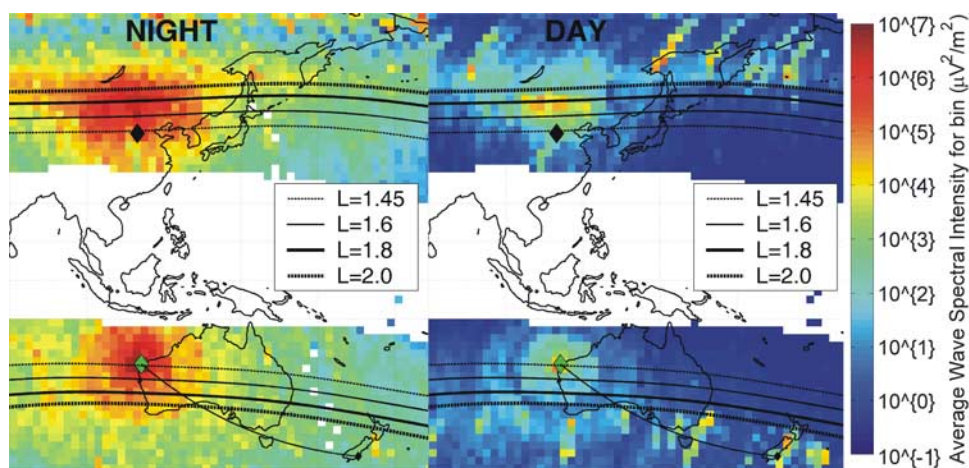 NIGHT
DAY
L=1.45
L=1.6
L=1.8
L=2.0
L=1.45
L=1.6
L=1.8
L=2.0
10^{7}
10^{6}
10^{5}
10^{4}
10^{3}
10^{2}
10^{1}
10^{0}
10^{-1}
Average Wave Spectral Intensity for bin (μV²/m²)